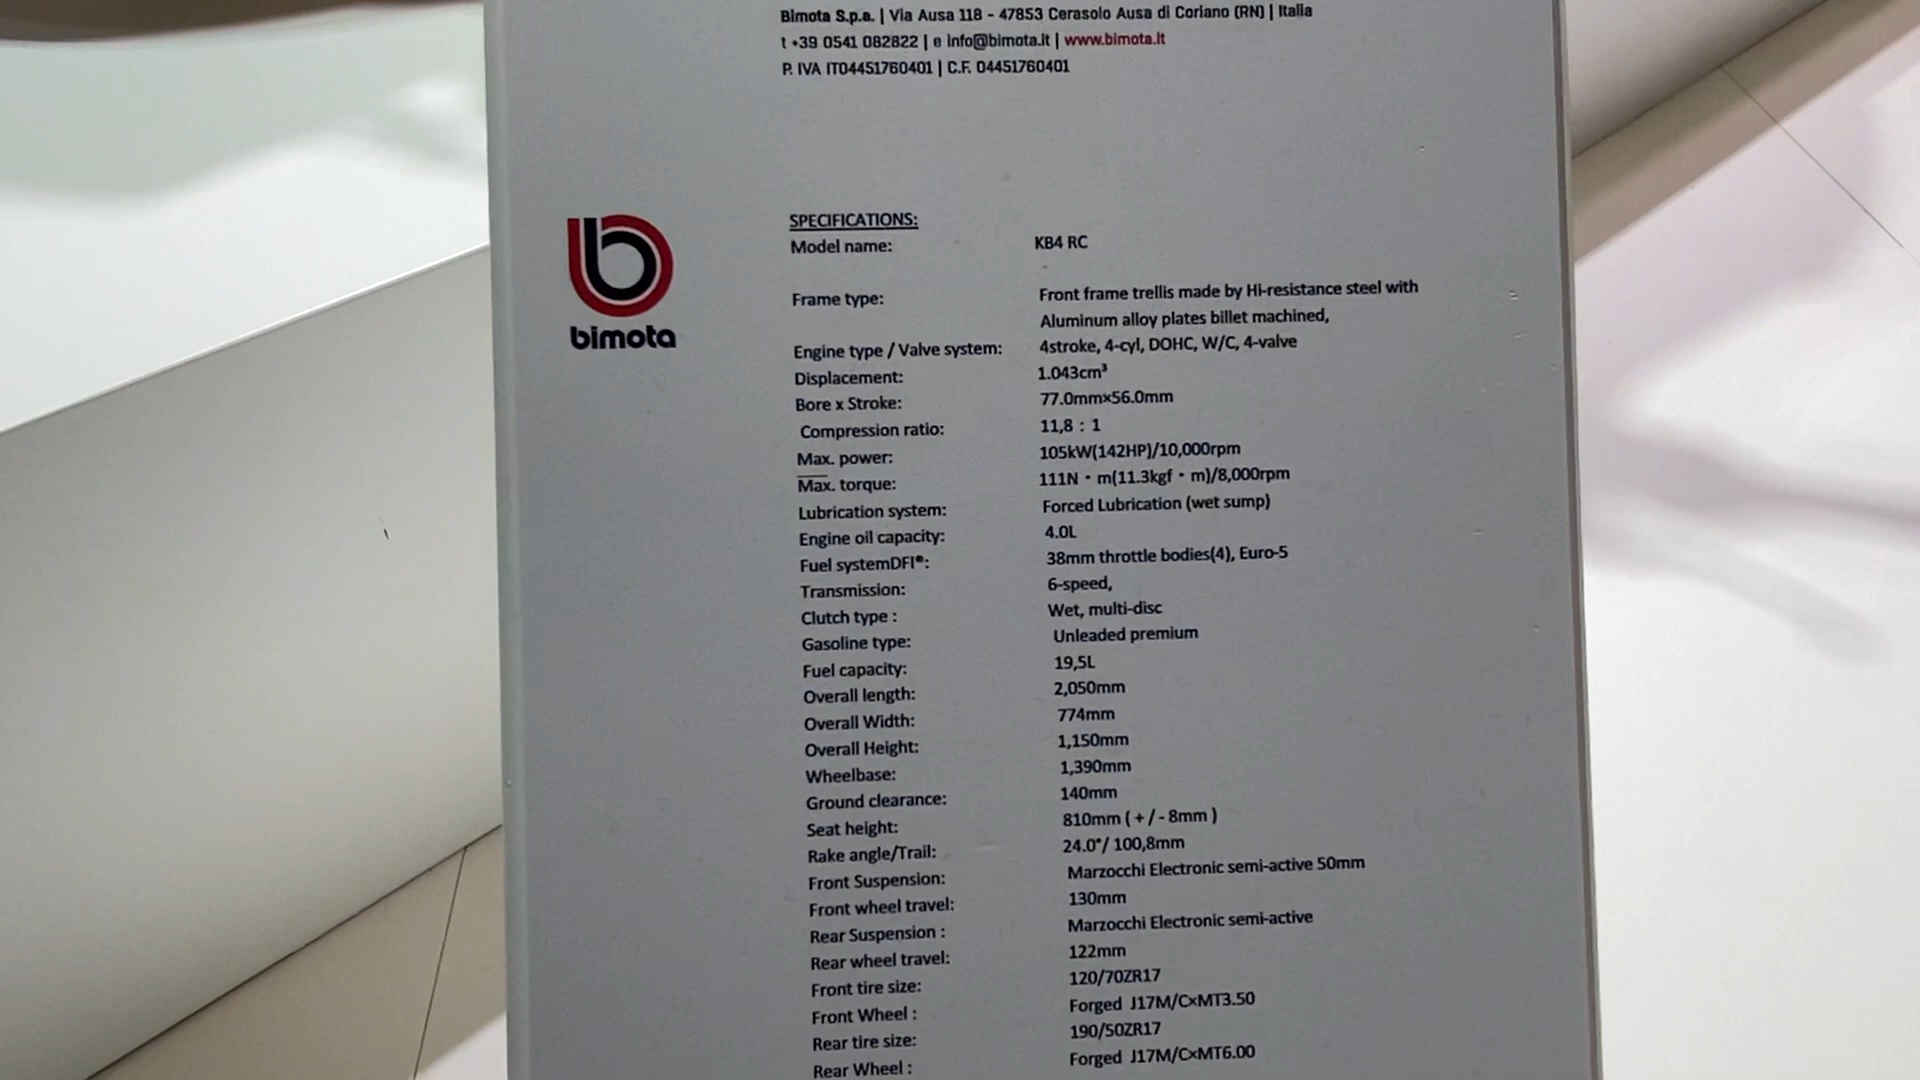 Bimota S.p.a. | Via Ausa 118 - 47853 Cerasolo Ausa di Coriano (RN) | Italia
t +39 0541 082822 | e info@bimota.it | www.bimota.it
P. IVA IT04451760401 | C.F. 04451760401
bimota
SPECIFICATIONS:
Model name: KB4 RC
Frame type: Front frame trellis made by Hi-resistance steel with
Aluminum alloy plates billet machined,
Engine type / Valve system: 4stroke, 4-cyl, DOHC, W/C, 4-valve
Displacement: 1.043cm³
Bore x Stroke: 77.0mm×56.0mm
Compression ratio: 11,8 : 1
Max. power: 105kW(142HP)/10,000rpm
Max. torque: 111N・m(11.3kgf・m)/8,000rpm
Lubrication system: Forced Lubrication (wet sump)
Engine oil capacity: 4.0L
Fuel systemDFI®: 38mm throttle bodies(4), Euro-5
Transmission: 6-speed,
Clutch type : Wet, multi-disc
Gasoline type: Unleaded premium
Fuel capacity: 19,5L
Overall length: 2,050mm
Overall Width: 774mm
Overall Height: 1,150mm
Wheelbase: 1,390mm
Ground clearance: 140mm
Seat height: 810mm ( + / - 8mm )
Rake angle/Trail: 24.0°/ 100,8mm
Front Suspension: Marzocchi Electronic semi-active 50mm
Front wheel travel: 130mm
Rear Suspension : Marzocchi Electronic semi-active
Rear wheel travel: 122mm
Front tire size: 120/70ZR17
Front Wheel : Forged J17M/C×MT3.50
Rear tire size: 190/50ZR17
Rear Wheel : Forged J17M/C×MT6.00